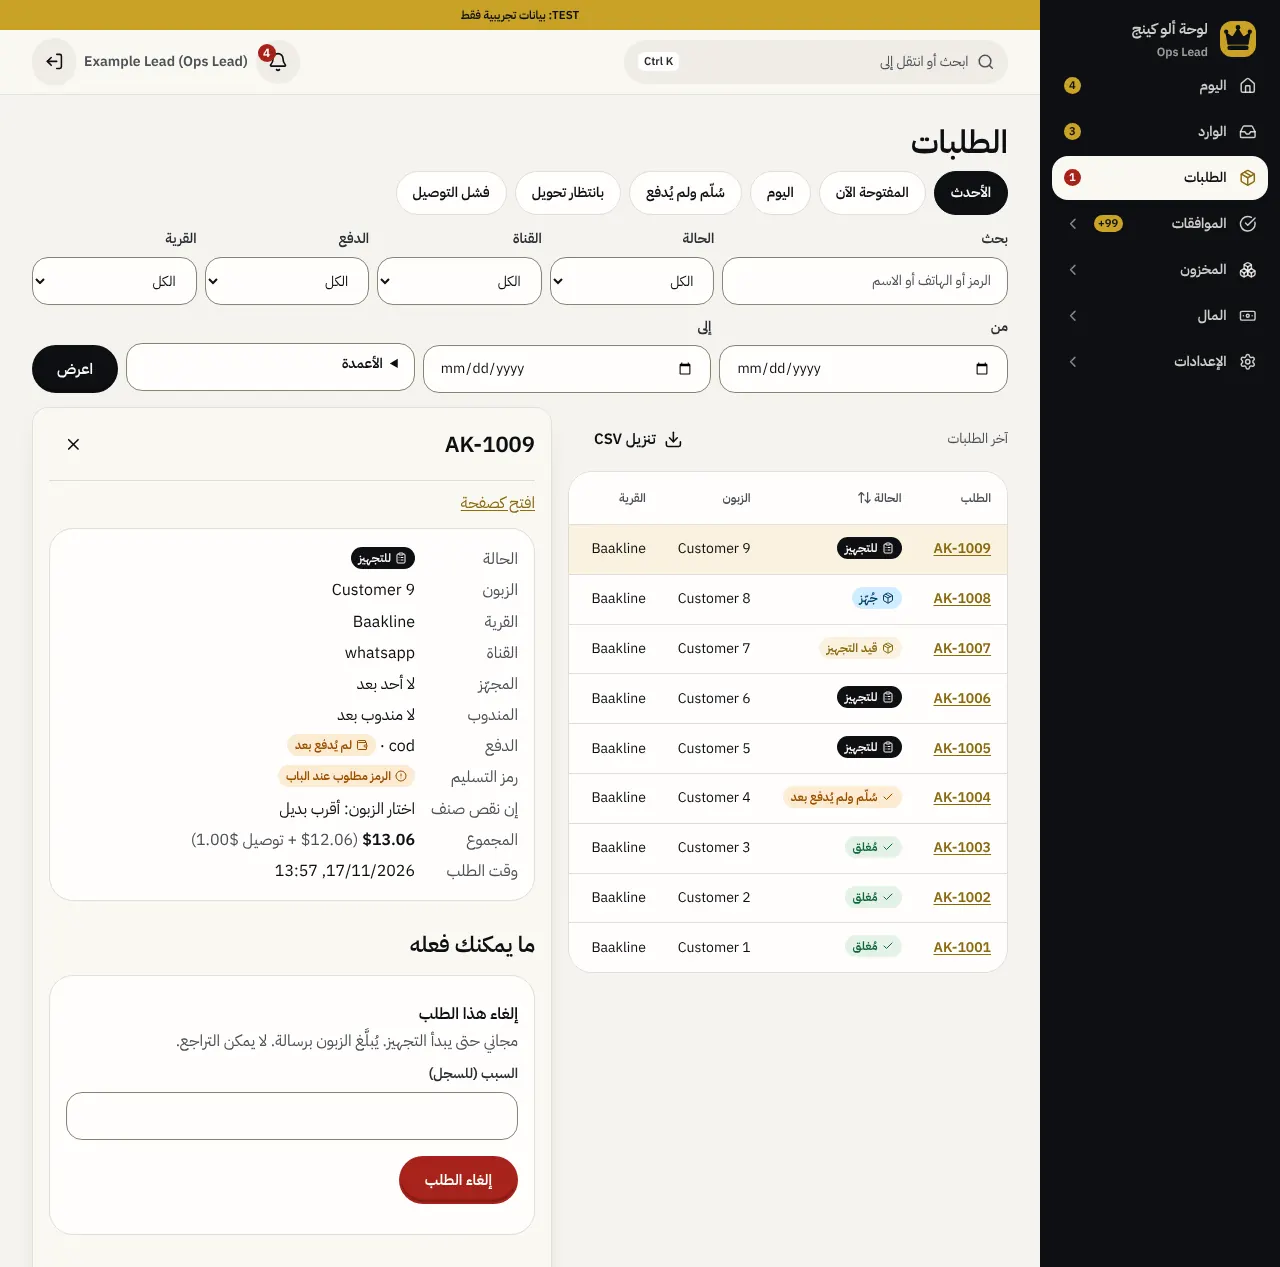 TEST: بيانات تجريبية فقط
لوحة ألو كينج
Ops Lead
اليوم
4
الوارد
3
الطلبات
1
الموافقات
99+
المخزون
المال
الإعدادات
ابحث أو انتقل إلى
Ctrl K
4
Example Lead (Ops Lead)
الطلبات
الأحدث
المفتوحة الآن
اليوم
سُلّم ولم يُدفع
بانتظار تحويل
فشل التوصيل
بحث
الحالة
القناة
الدفع
القرية
الرمز أو الهاتف أو الاسم
الكل
الكل
الكل
الكل
من
إلى
mm/dd/yyyy
mm/dd/yyyy
الأعمدة
اعرض
آخر الطلبات
تنزيل CSV
الطلب
الحالة
الزبون
القرية
AK-1009 للتجهيز Customer 9 Baakline
AK-1008 جُهّز Customer 8 Baakline
AK-1007 قيد التجهيز Customer 7 Baakline
AK-1006 للتجهيز Customer 6 Baakline
AK-1005 للتجهيز Customer 5 Baakline
AK-1004 سُلّم ولم يُدفع بعد Customer 4 Baakline
AK-1003 مُغلق Customer 3 Baakline
AK-1002 مُغلق Customer 2 Baakline
AK-1001 مُغلق Customer 1 Baakline
AK-1009
افتح كصفحة
الحالة للتجهيز
الزبون Customer 9
القرية Baakline
القناة whatsapp
المجهّز لا أحد بعد
المندوب لا مندوب بعد
الدفع cod · لم يُدفع بعد
رمز التسليم الرمز مطلوب عند الباب
إن نقص صنف اختار الزبون: أقرب بديل
المجموع $13.06 ($12.06 + توصيل $1.00)
وقت الطلب 17/11/2026, 13:57
ما يمكنك فعله
إلغاء هذا الطلب
مجاني حتى يبدأ التجهيز. يُبلَّغ الزبون برسالة. لا يمكن التراجع.
السبب (للسجل)
إلغاء الطلب